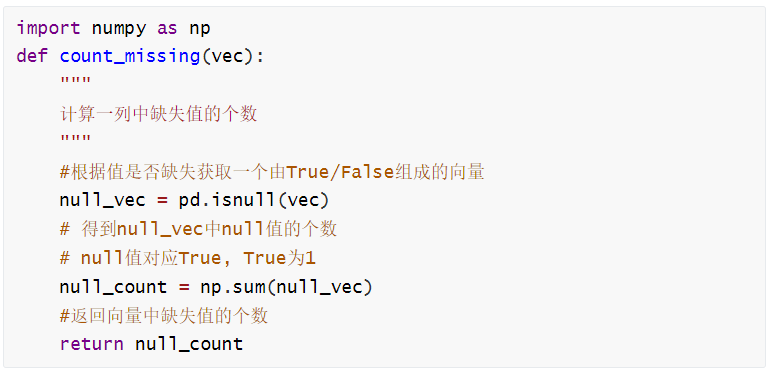 import numpy as np
def count_missing(vec):
    """
    计算一列中缺失值的个数
    """
    #根据值是否缺失获取一个由True/False组成的向量
    null_vec = pd.isnull(vec)
    # 得到null_vec中null值的个数
    # null值对应True, True为1
    null_count = np.sum(null_vec)
    #返回向量中缺失值的个数
    return null_count